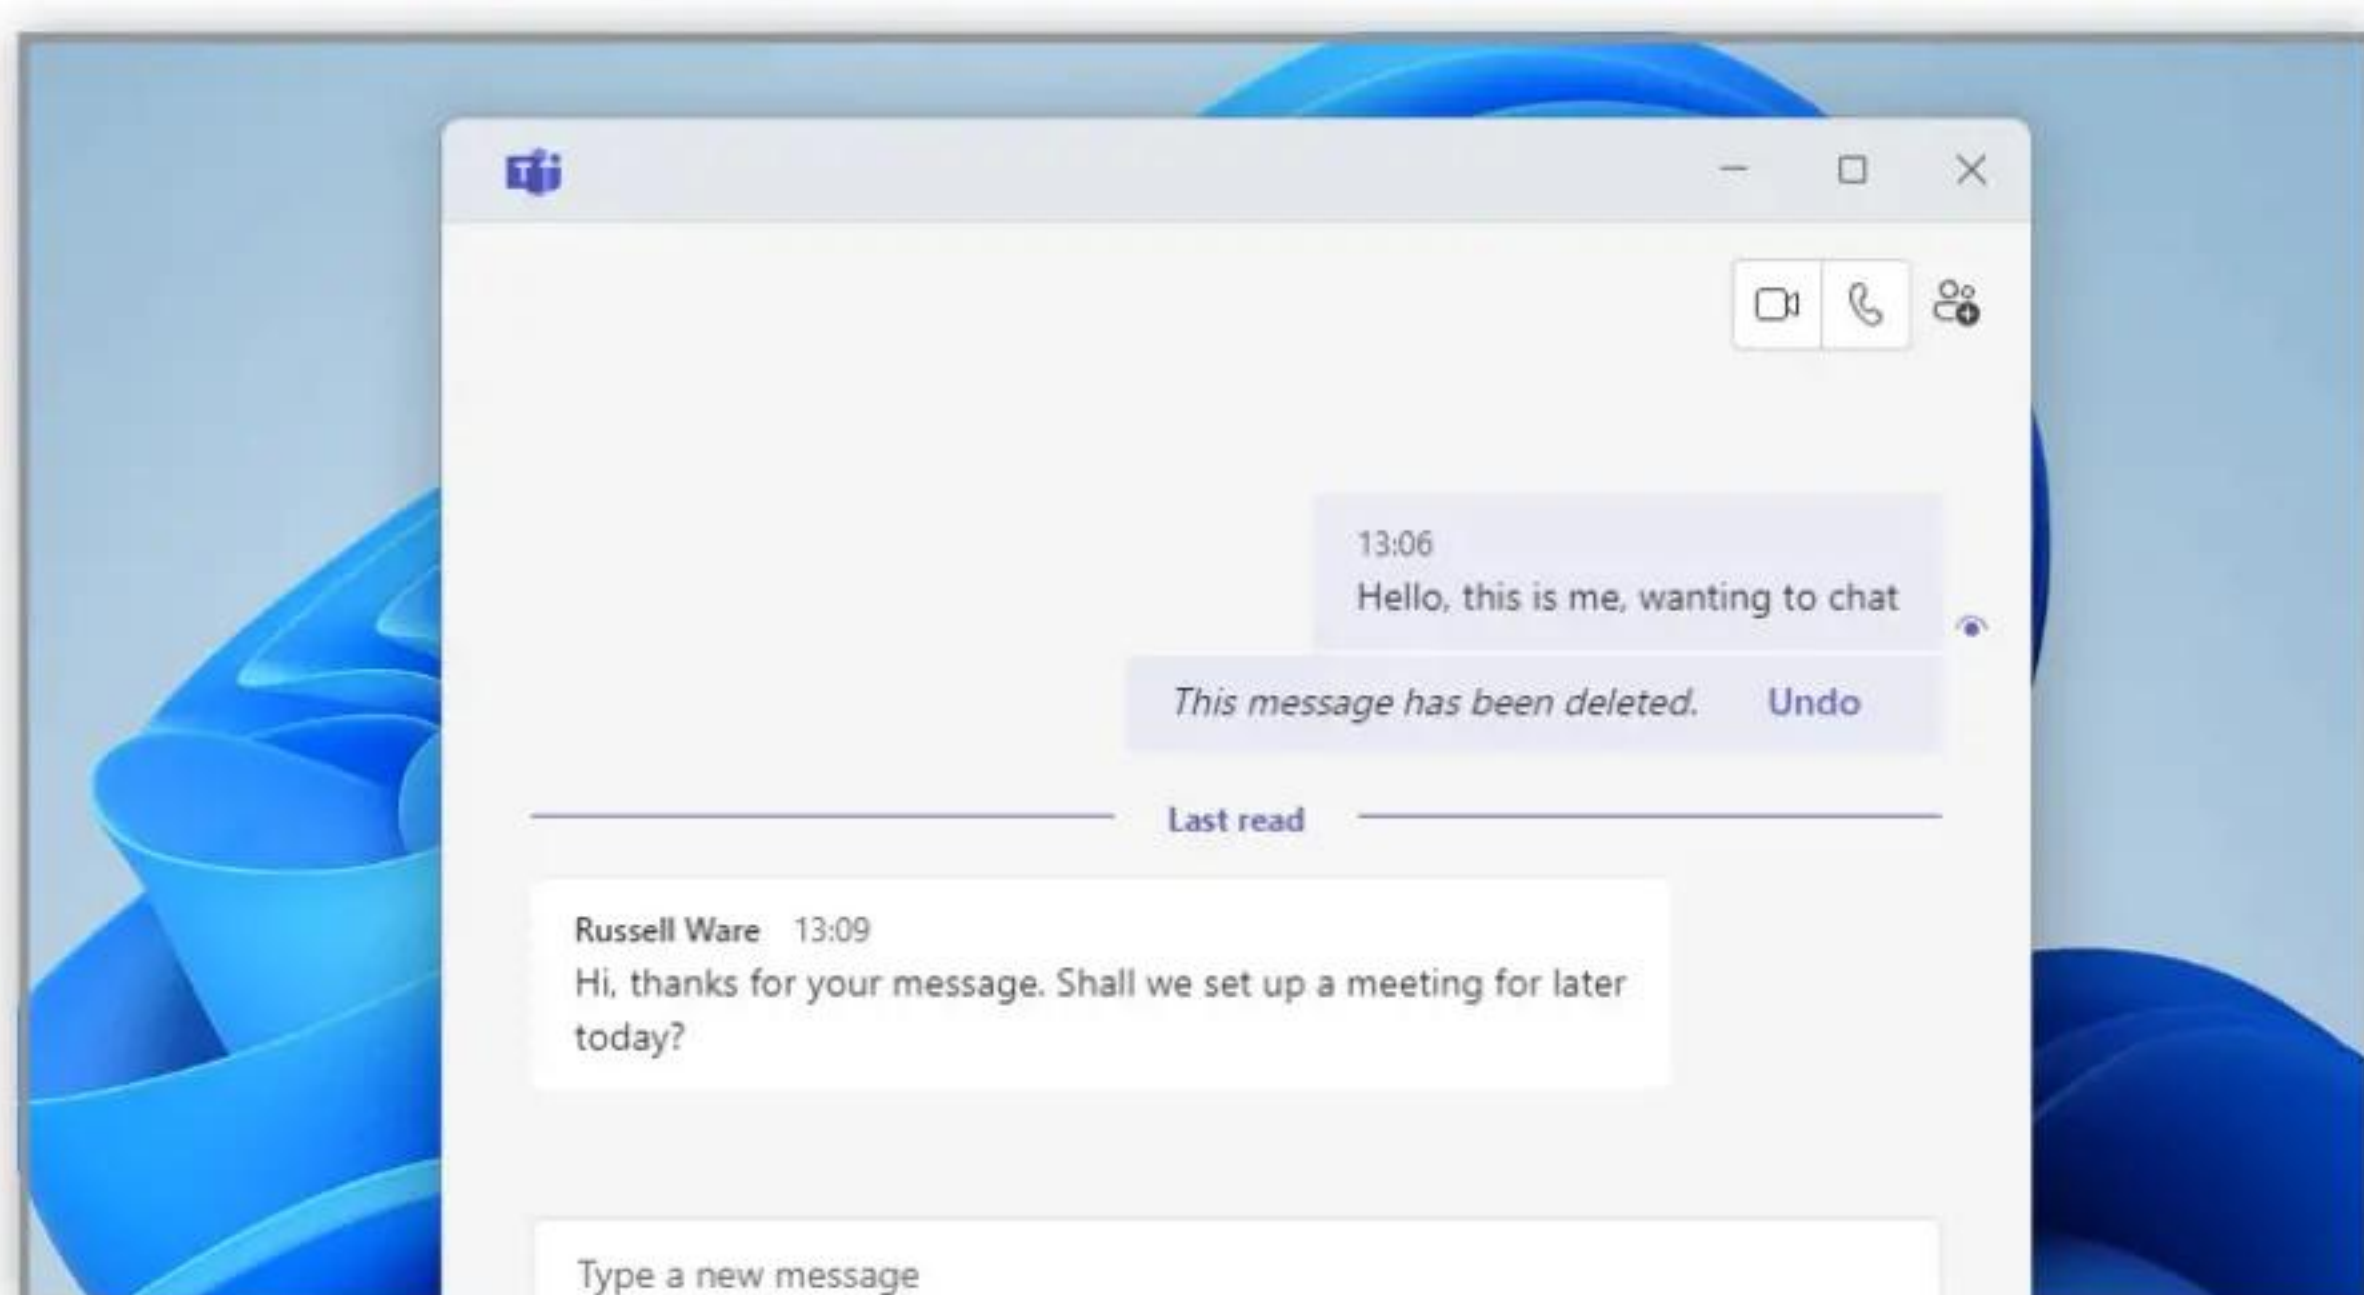 T
13:06
Hello, this is me, wanting to chat
This message has been deleted. Undo
Last read
Russell Ware 13:09
Hi, thanks for your message. Shall we set up a meeting for later
today?
Type a new message